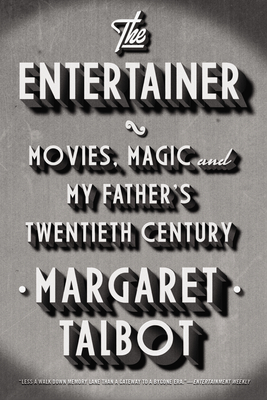 The
ENTERTAINER
MOVIES, MAGIC and
MY FATHER'S
TWENTIETH CENTURY
· MARGARET ·
TALBOT
"LESS A WALK DOWN MEMORY LANE THAN A GATEWAY TO A BYGONE ERA."—ENTERTAINMENT WEEKLY